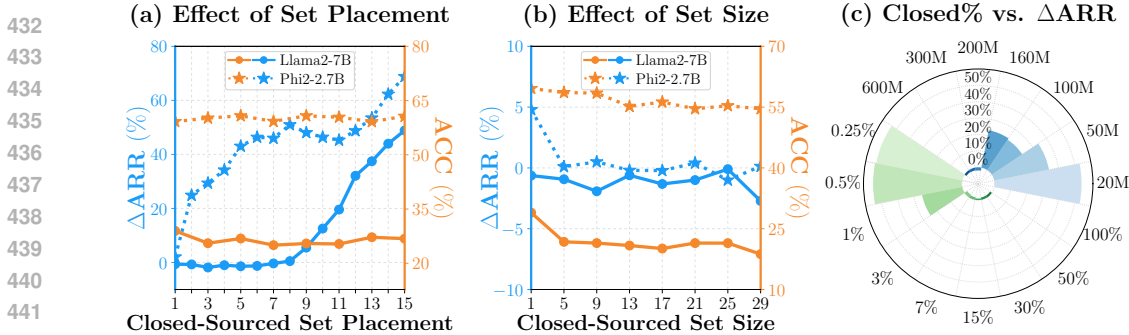 432
433
434
435
436
437
438
439
440
441
(a) Effect of Set Placement
80
60
40
20
0
ΔARR (%)
Llama2-7B
Phi2-2.7B
80
65
50
35
20
ACC (%)
1 3 5 7 9 11 13 15
Closed-Sourced Set Placement
(b) Effect of Set Size
10
5
0
−5
−10
ΔARR (%)
Llama2-7B
Phi2-2.7B
70
55
40
25
10
ACC (%)
1 5 9 13 17 21 25 29
Closed-Sourced Set Size
(c) Closed% vs. ΔARR
200M
160M
100M
50M
20M
100%
50%
30%
15%
7%
3%
1%
0.5%
0.25%
600M
300M
50%
40%
30%
20%
10%
0%